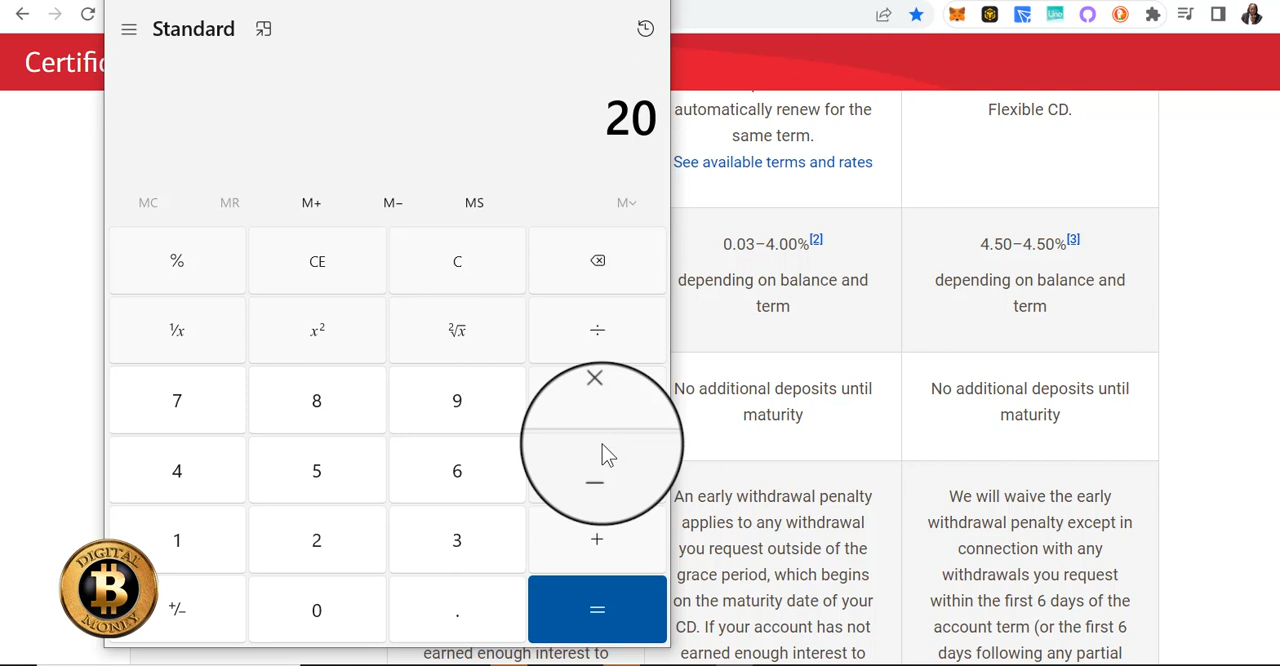 Certific
Standard
20
MC MR M+ M− MS M˅
% CE C
⅟x x² ²√x ÷
7 8 9 ×
4 5 6 −
1 2 3 +
+/− 0 . =
DIGITAL
B
MONEY
Une
automatically renew for the
same term.
See available terms and rates
Flexible CD.
0.03–4.00%[2]
depending on balance and
term
4.50–4.50%[3]
depending on balance and
term
No additional deposits until
maturity
No additional deposits until
maturity
An early withdrawal penalty
applies to any withdrawal
you request outside of the
grace period, which begins
on the maturity date of your
CD. If your account has not
earned enough interest to
We will waive the early
withdrawal penalty except in
connection with any
withdrawals you request
within the first 6 days of the
account term (or the first 6
days following any partial
earned enough interest to